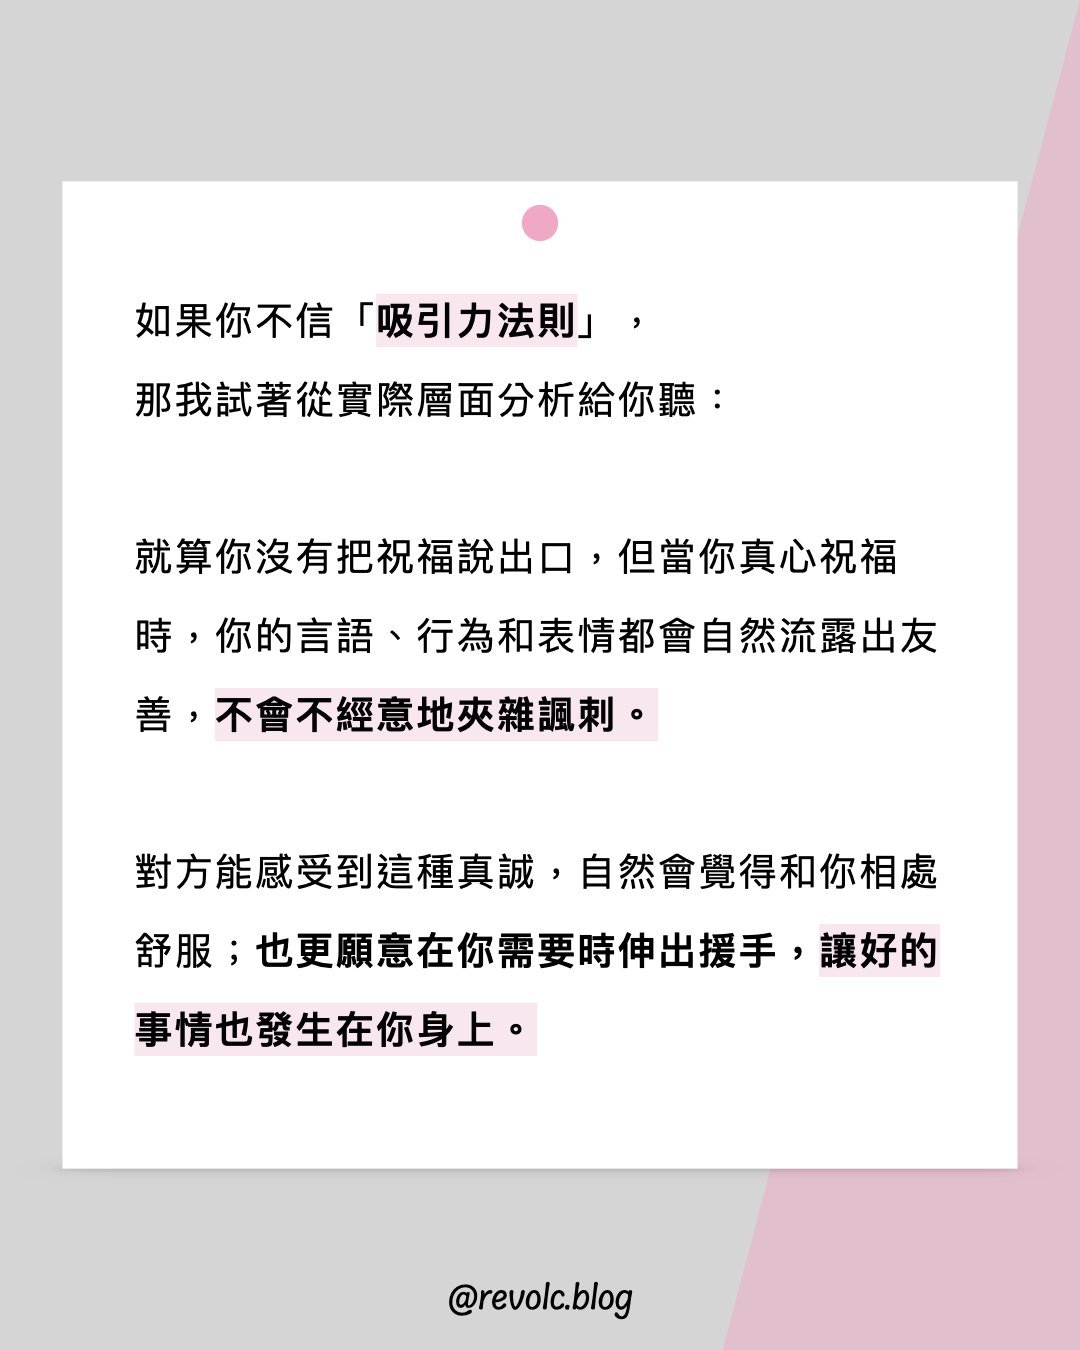 如果你不信「吸引力法則」，
那我試著從實際層面分析給你聽：
就算你沒有把祝福說出口，但當你真心祝福
時，你的言語、行為和表情都會自然流露出友
善，不會不經意地夾雜諷刺。
對方能感受到這種真誠，自然會覺得和你相處
舒服；也更願意在你需要時伸出援手，讓好的
事情也發生在你身上。
@revolc.blog